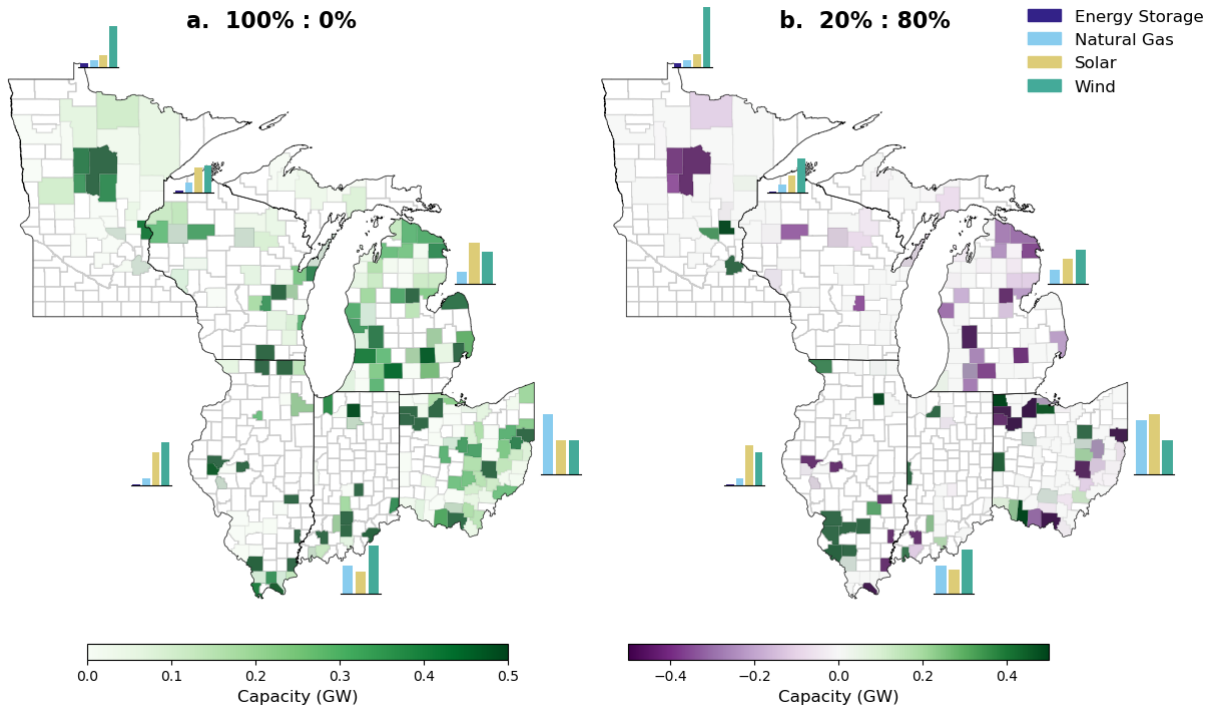 a. 100% : 0%
b. 20% : 80%
Energy Storage
Natural Gas
Solar
Wind
0.0 0.1 0.2 0.3 0.4 0.5
Capacity (GW)
−0.4 −0.2 0.0 0.2 0.4
Capacity (GW)